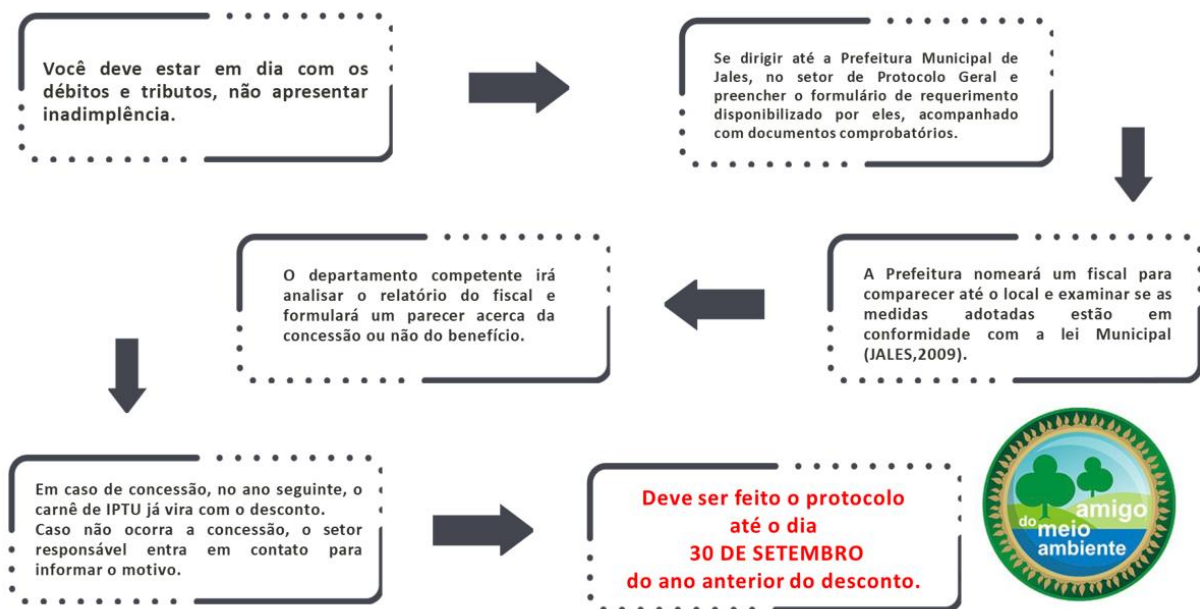 Você deve estar em dia com os
débitos e tributos, não apresentar
inadimplência.
Se dirigir até a Prefeitura Municipal de
Jales, no setor de Protocolo Geral e
preencher o formulário de requerimento
disponibilizado por eles, acompanhado
com documentos comprobatórios.
A Prefeitura nomeará um fiscal para
comparecer até o local e examinar se as
medidas adotadas estão em
conformidade com a lei Municipal
(JALES,2009).
O departamento competente irá
analisar o relatório do fiscal e
formulará um parecer acerca da
concessão ou não do benefício.
Em caso de concessão, no ano seguinte, o
carnê de IPTU já vira com o desconto.
Caso não ocorra a concessão, o setor
responsável entra em contato para
informar o motivo.
Deve ser feito o protocolo
até o dia
30 DE SETEMBRO
do ano anterior do desconto.
amigo
do meio
ambiente